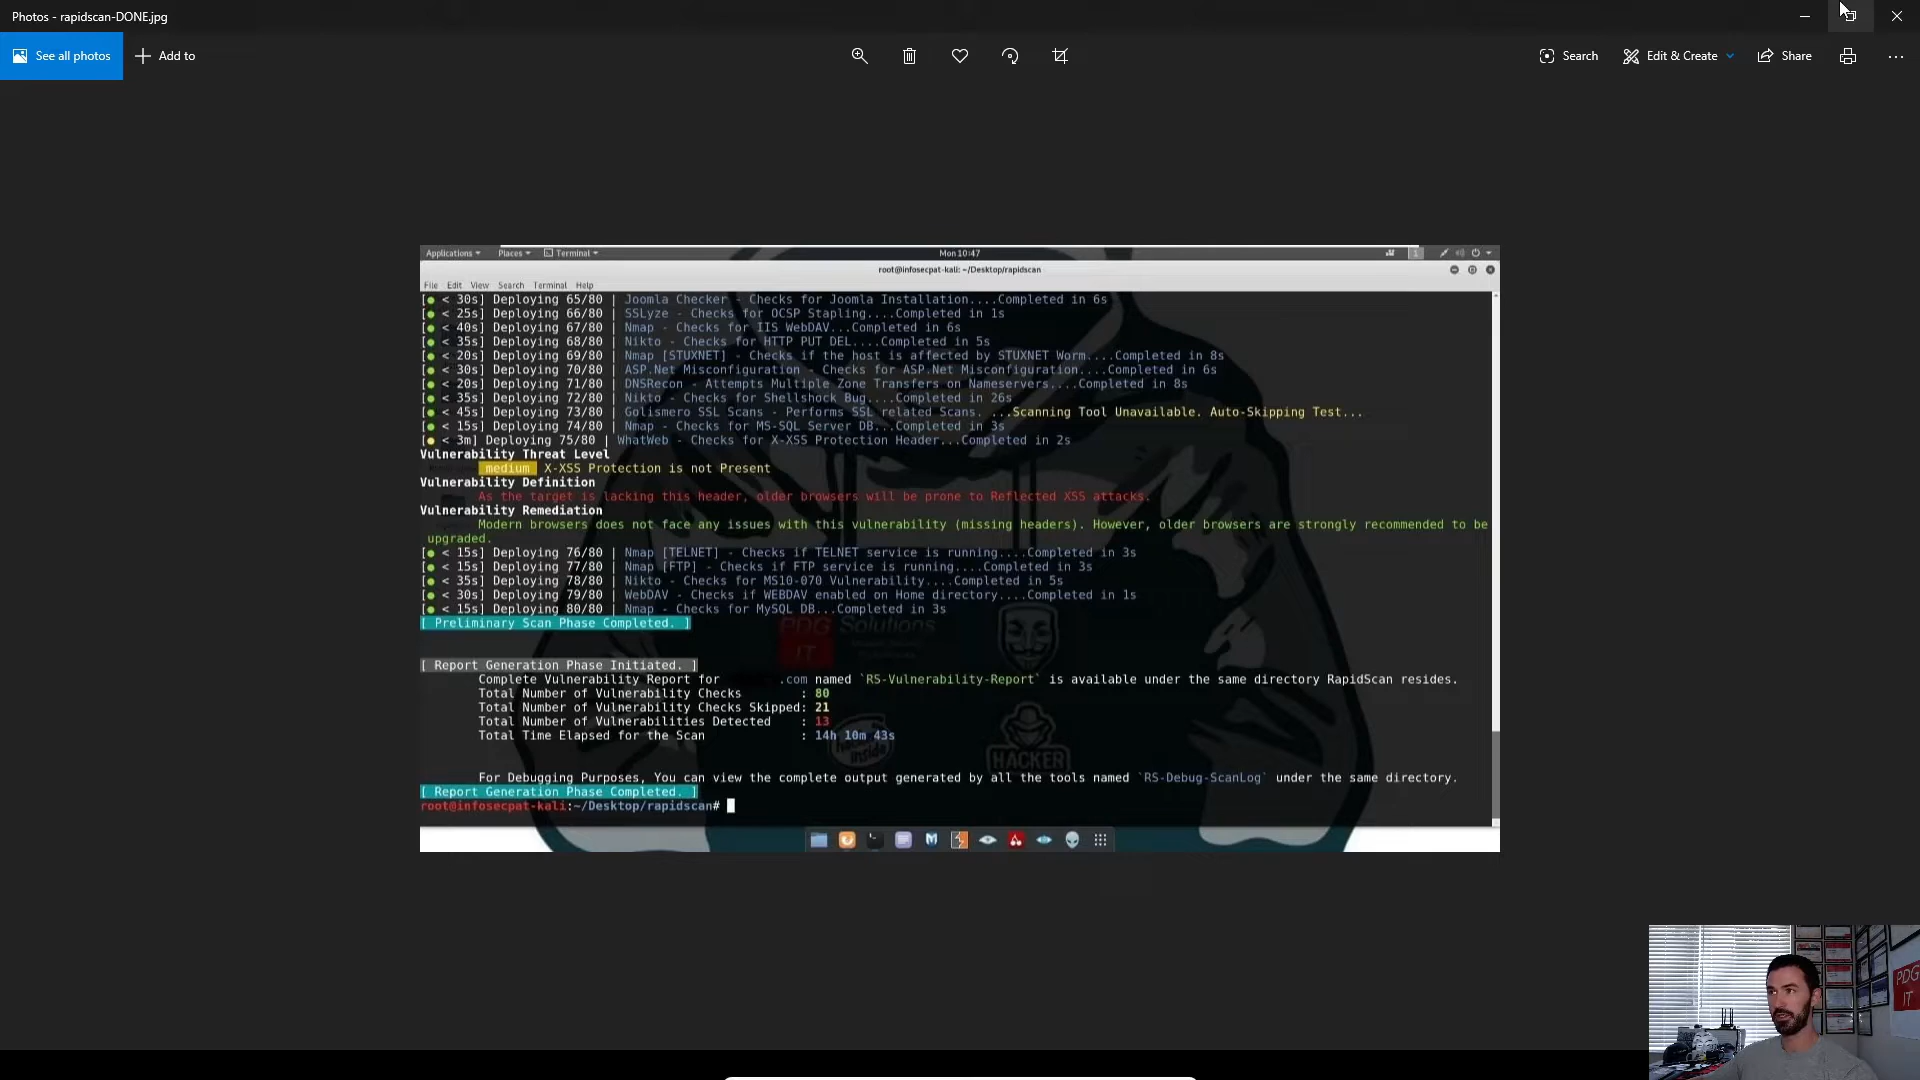 Photos - rapidscan-DONE.jpg
See all photos
Add to
Search
Edit & Create
Share
Applications
Places
Terminal
Mon 10:47
1
root@infosecpat-kali: ~/Desktop/rapidscan
File Edit View Search Terminal Help
[● < 30s] Deploying 65/80 | Joomla Checker - Checks for Joomla Installation....Completed in 6s
[● < 25s] Deploying 66/80 | SSLyze - Checks for OCSP Stapling....Completed in 1s
[● < 40s] Deploying 67/80 | Nmap - Checks for IIS WebDAV...Completed in 6s
[● < 35s] Deploying 68/80 | Nikto - Checks for HTTP PUT DEL....Completed in 5s
[● < 20s] Deploying 69/80 | Nmap [STUXNET] - Checks if the host is affected by STUXNET Worm....Completed in 8s
[● < 30s] Deploying 70/80 | ASP.Net Misconfiguration - Checks for ASP.Net Misconfiguration....Completed in 6s
[● < 20s] Deploying 71/80 | DNSRecon - Attempts Multiple Zone Transfers on Nameservers....Completed in 8s
[● < 35s] Deploying 72/80 | Nikto - Checks for Shellshock Bug....Completed in 26s
[● < 45s] Deploying 73/80 | Golismero SSL Scans - Performs SSL related Scans. ...Scanning Tool Unavailable. Auto-Skipping Test...
[● < 15s] Deploying 74/80 | Nmap - Checks for MS-SQL Server DB...Completed in 3s
[● < 3m] Deploying 75/80 | WhatWeb - Checks for X-XSS Protection Header...Completed in 2s
Vulnerability Threat Level
medium X-XSS Protection is not Present
Vulnerability Definition
As the target is lacking this header, older browsers will be prone to Reflected XSS attacks.
Vulnerability Remediation
Modern browsers does not face any issues with this vulnerability (missing headers). However, older browsers are strongly recommended to be
upgraded.
[● < 15s] Deploying 76/80 | Nmap [TELNET] - Checks if TELNET service is running....Completed in 3s
[● < 15s] Deploying 77/80 | Nmap [FTP] - Checks if FTP service is running....Completed in 3s
[● < 35s] Deploying 78/80 | Nikto - Checks for MS10-070 Vulnerability....Completed in 5s
[● < 30s] Deploying 79/80 | WebDAV - Checks if WEBDAV enabled on Home directory....Completed in 1s
[● < 15s] Deploying 80/80 | Nmap - Checks for MySQL DB...Completed in 3s
[ Preliminary Scan Phase Completed. ]
PDG Solutions
IT
[ Report Generation Phase Initiated. ]
Complete Vulnerability Report for .com named `RS-Vulnerability-Report` is available under the same directory RapidScan resides.
Total Number of Vulnerability Checks : 80
Total Number of Vulnerability Checks Skipped: 21
Total Number of Vulnerabilities Detected : 13
Total Time Elapsed for the Scan : 14h 10m 43s
inside
HACKER
For Debugging Purposes, You can view the complete output generated by all the tools named `RS-Debug-ScanLog` under the same directory.
[ Report Generation Phase Completed. ]
root@infosecpat-kali:~/Desktop/rapidscan#
PDG
IT